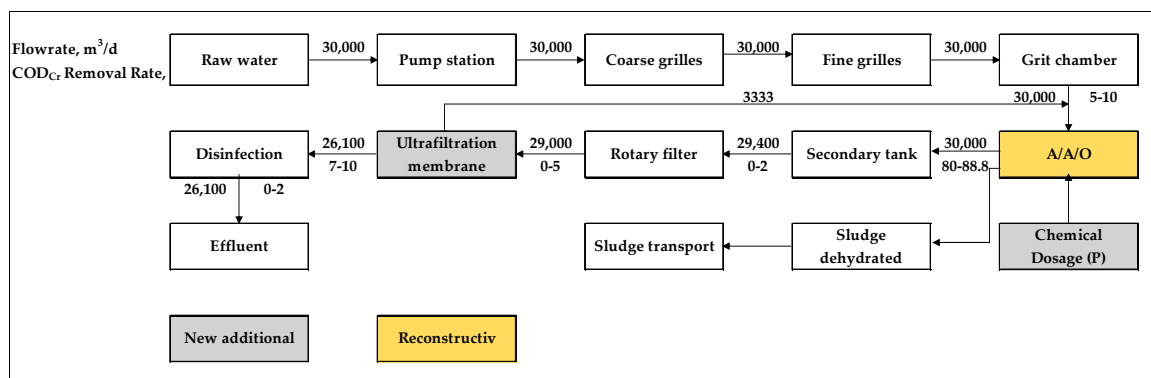 Flowrate, m³/d
COD_Cr Removal Rate,
Raw water
30,000
Pump station
30,000
Coarse grilles
30,000
Fine grilles
30,000
Grit chamber
3333
30,000
5-10
Disinfection
26,100
7-10
Ultrafiltration
membrane
29,000
0-5
Rotary filter
29,400
0-2
Secondary tank
30,000
80-88.8
A/A/O
26,100
0-2
Effluent
Sludge transport
Sludge
dehydrated
Chemical
Dosage (P)
New additional
Reconstructiv